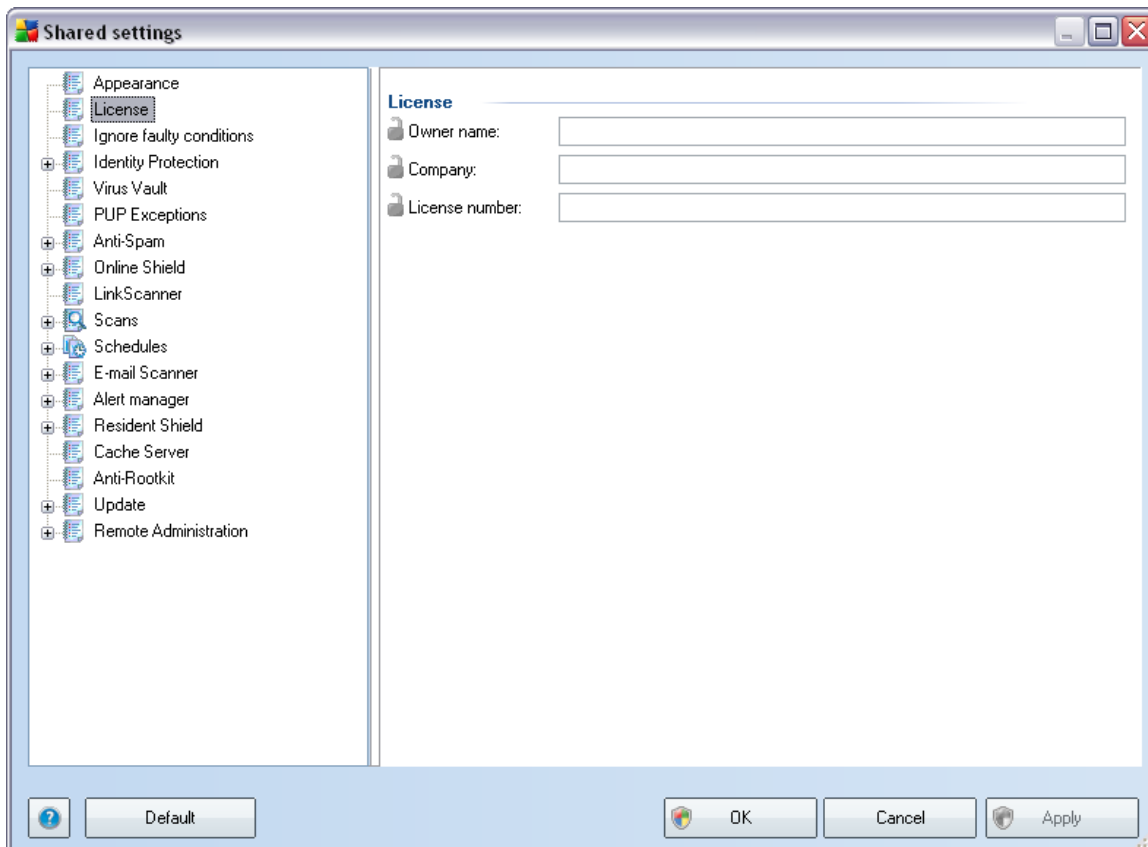 Shared settings
Appearance
License
Ignore faulty conditions
Identity Protection
Virus Vault
PUP Exceptions
Anti-Spam
Online Shield
LinkScanner
Scans
Schedules
E-mail Scanner
Alert manager
Resident Shield
Cache Server
Anti-Rootkit
Update
Remote Administration
License
Owner name:
Company:
License number:
Default
OK
Cancel
Apply